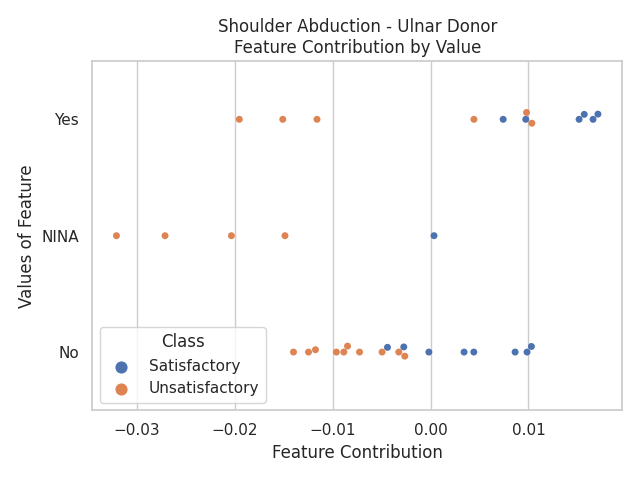 Shoulder Abduction - Ulnar Donor
Feature Contribution by Value
Values of Feature
Yes
NINA
No
Class
Satisfactory
Unsatisfactory
−0.03 −0.02 −0.01 0.00 0.01
Feature Contribution